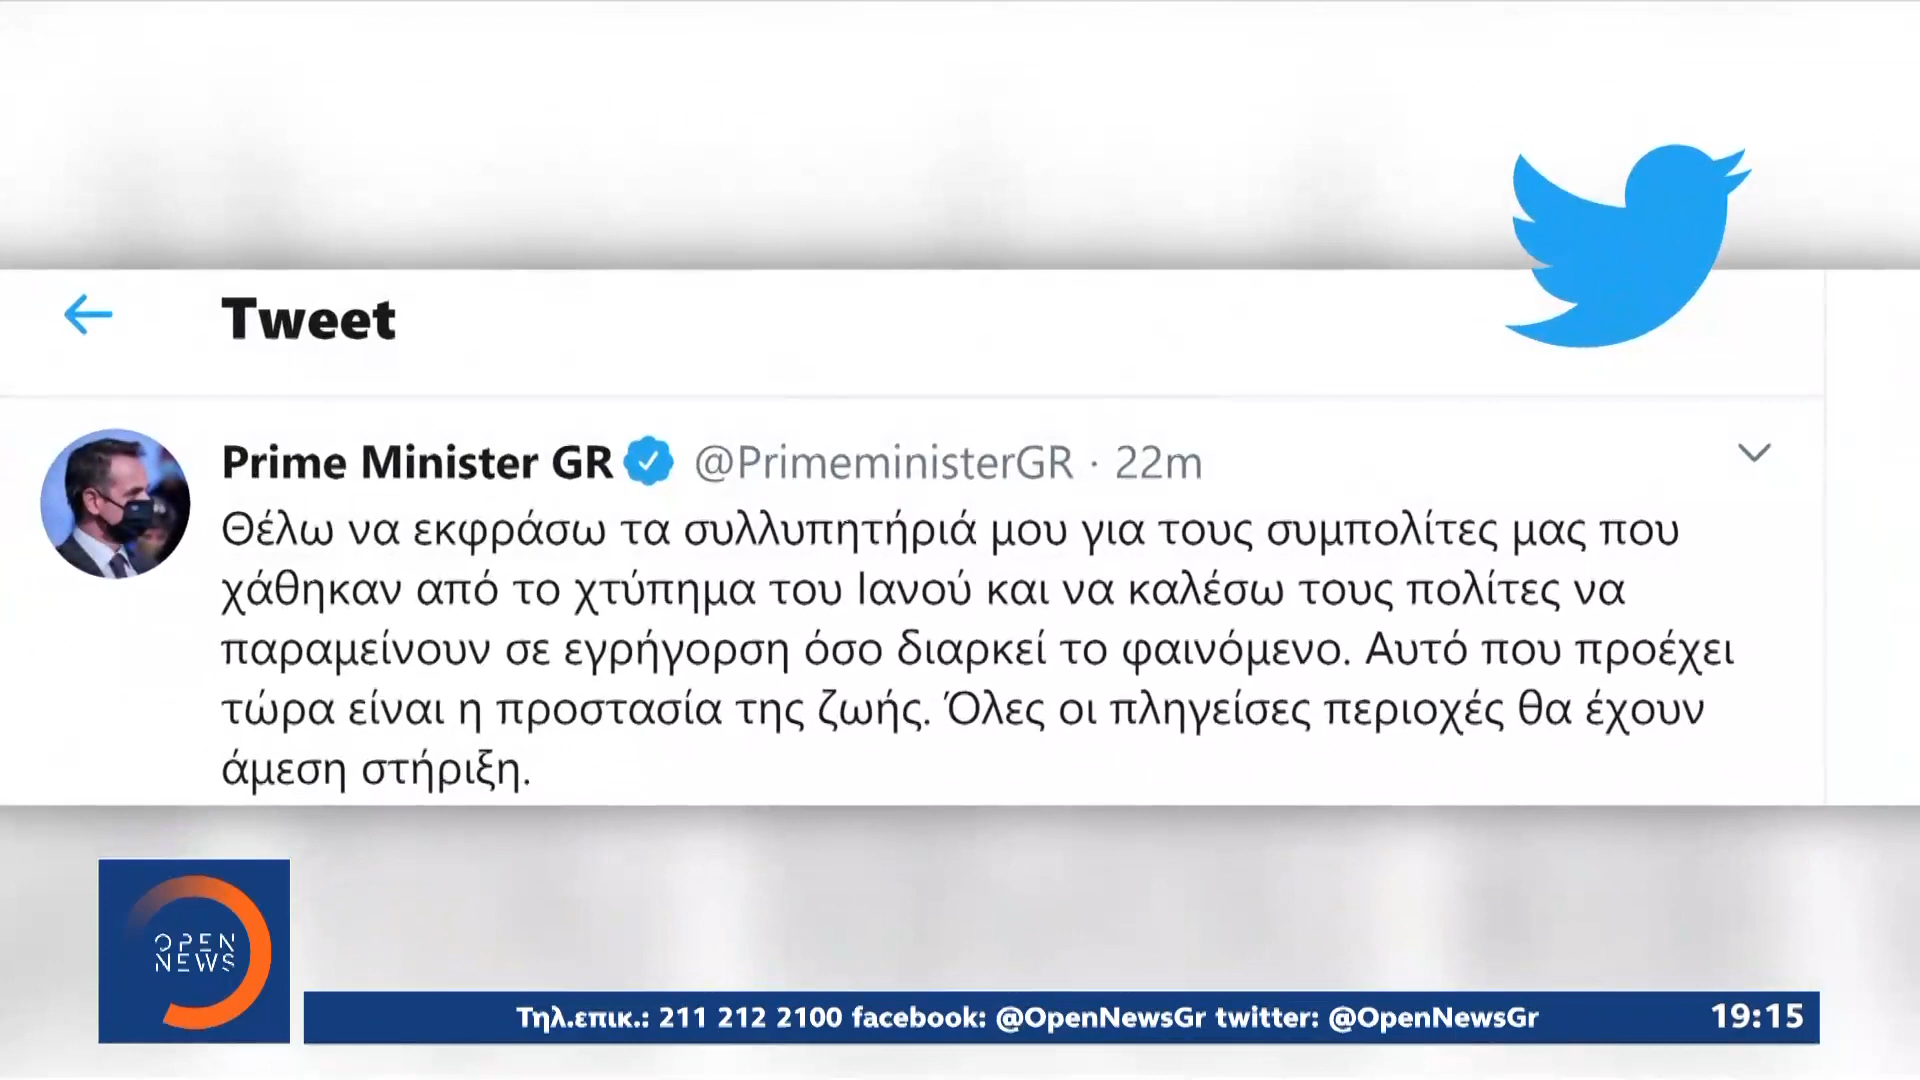 Tweet
Prime Minister GR @PrimeministerGR · 22m
Θέλω να εκφράσω τα συλλυπητήριά μου για τους συμπολίτες μας που
χάθηκαν από το χτύπημα του Ιανού και να καλέσω τους πολίτες να
παραμείνουν σε εγρήγορση όσο διαρκεί το φαινόμενο. Αυτό που προέχει
τώρα είναι η προστασία της ζωής. Όλες οι πληγείσες περιοχές θα έχουν
άμεση στήριξη.
OPEN
NEWS
Τηλ.επικ.: 211 212 2100 facebook: @OpenNewsGr twitter: @OpenNewsGr
19:15